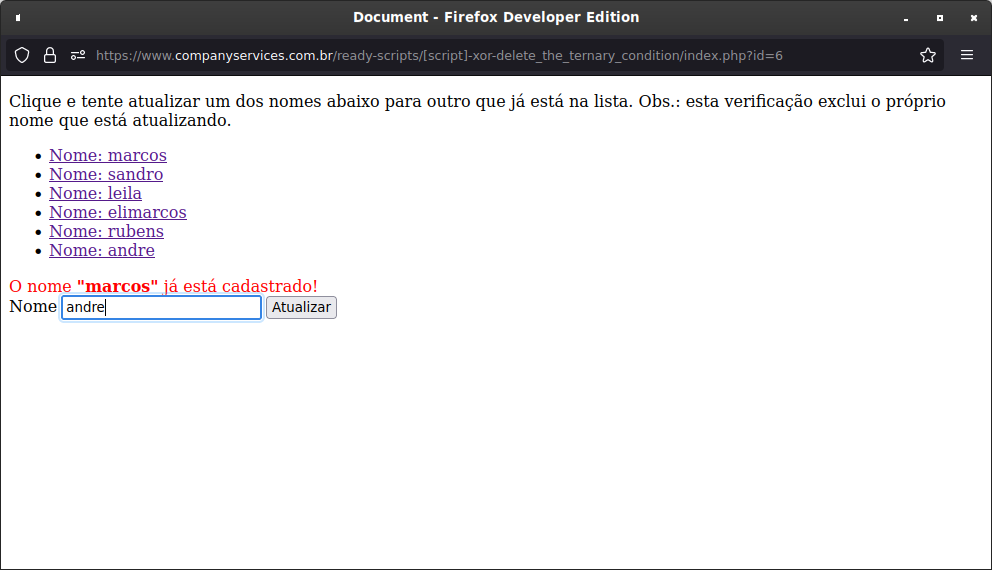 Document - Firefox Developer Edition
https://www.companyservices.com.br/ready-scripts/[script]-xor-delete_the_ternary_condition/index.php?id=6
Clique e tente atualizar um dos nomes abaixo para outro que já está na lista. Obs.: esta verificação exclui o próprio
nome que está atualizando.
Nome: marcos
Nome: sandro
Nome: leila
Nome: elimarcos
Nome: rubens
Nome: andre
O nome "marcos" já está cadastrado!
Nome andre Atualizar